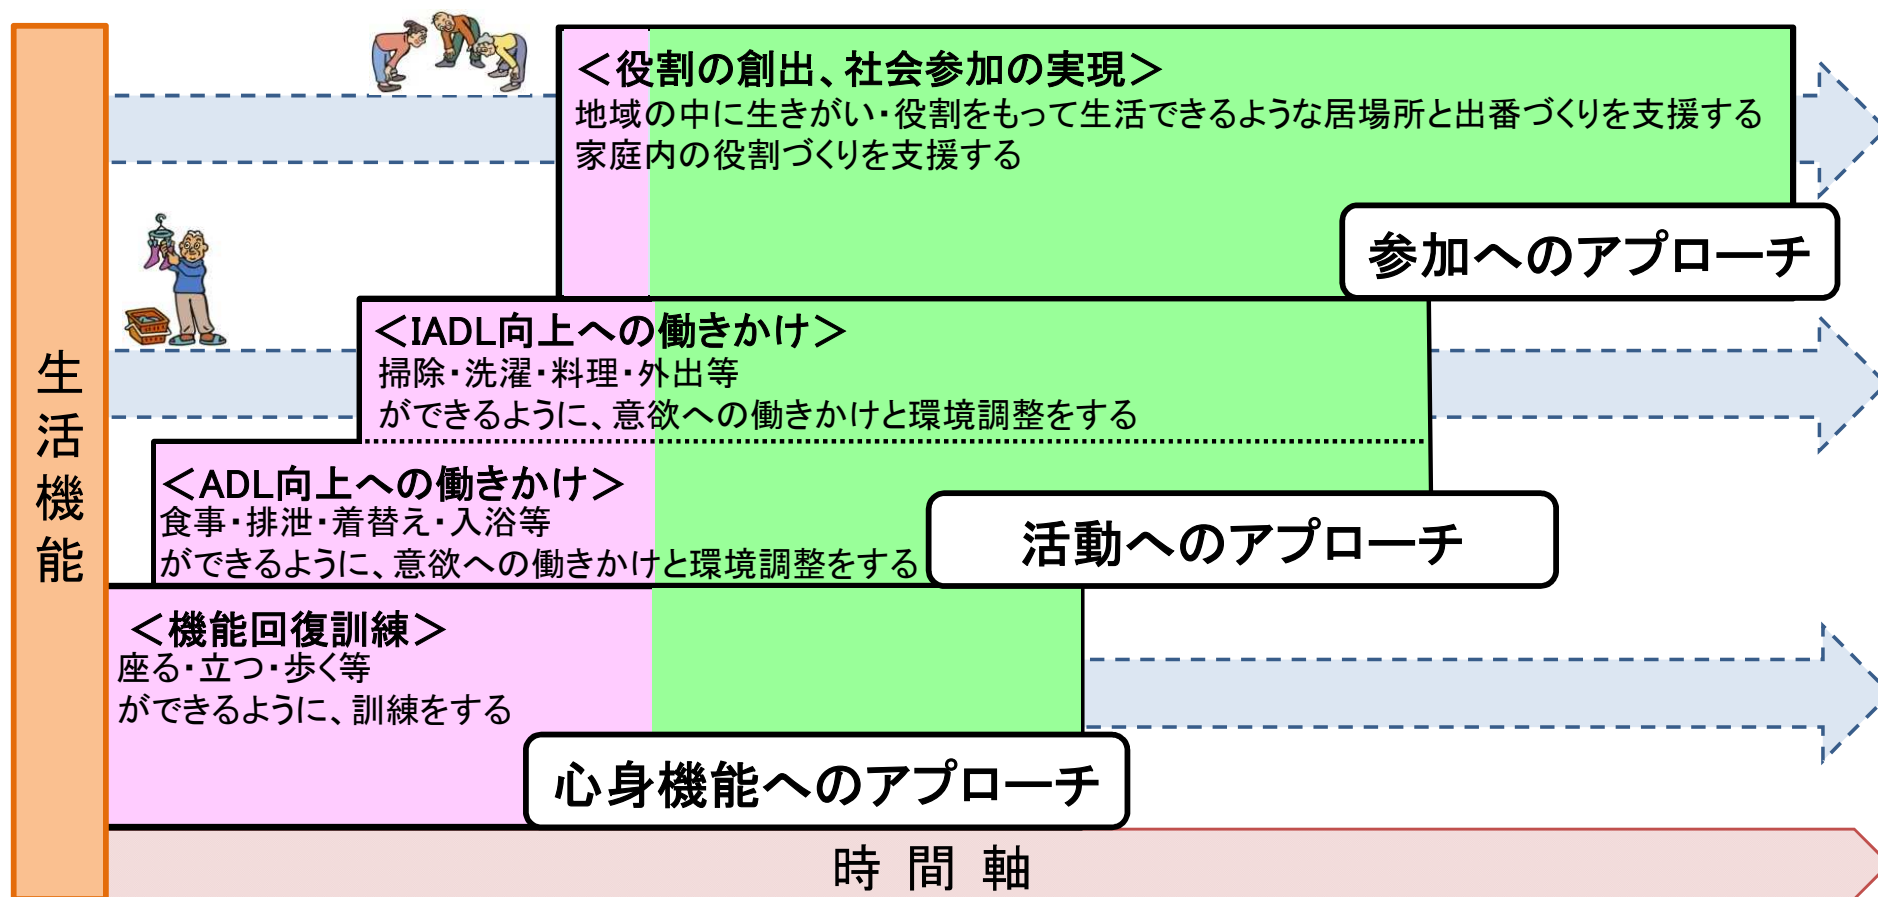 生活機能
＜役割の創出、社会参加の実現＞
地域の中に生きがい・役割をもって生活できるような居場所と出番づくりを支援する
家庭内の役割づくりを支援する
参加へのアプローチ
＜IADL向上への働きかけ＞
掃除・洗濯・料理・外出等
ができるように、意欲への働きかけと環境調整をする
＜ADL向上への働きかけ＞
食事・排泄・着替え・入浴等
ができるように、意欲への働きかけと環境調整をする
活動へのアプローチ
＜機能回復訓練＞
座る・立つ・歩く等
ができるように、訓練をする
心身機能へのアプローチ
時間軸